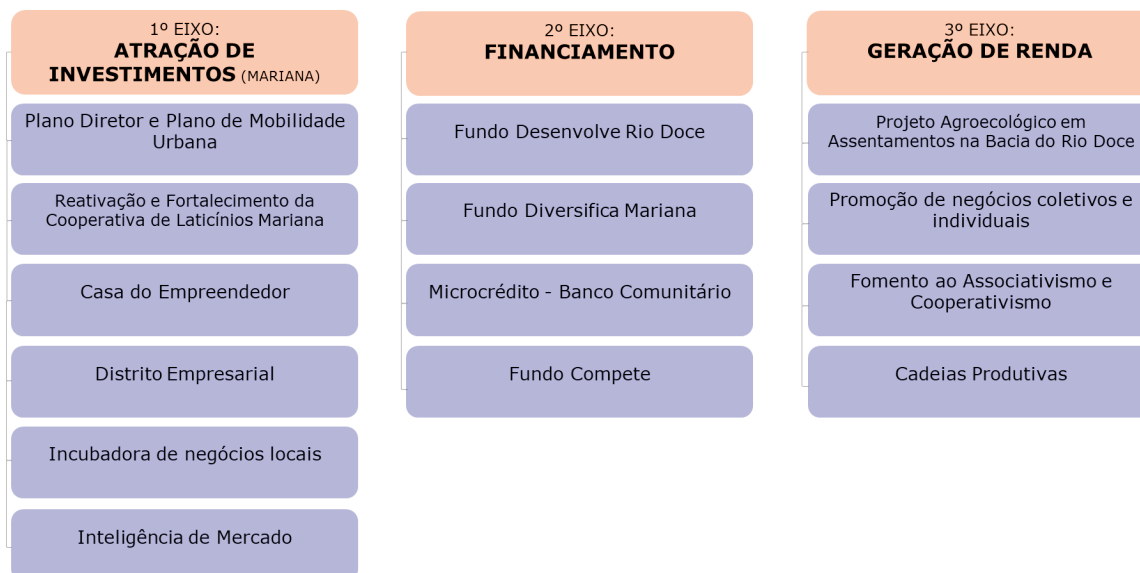 1º EIXO:
ATRAÇÃO DE
INVESTIMENTOS (MARIANA)
Plano Diretor e Plano de Mobilidade
Urbana
Reativação e Fortalecimento da
Cooperativa de Laticínios Mariana
Casa do Empreendedor
Distrito Empresarial
Incubadora de negócios locais
Inteligência de Mercado
2º EIXO:
FINANCIAMENTO
Fundo Desenvolve Rio Doce
Fundo Diversifica Mariana
Microcrédito - Banco Comunitário
Fundo Compete
3º EIXO:
GERAÇÃO DE RENDA
Projeto Agroecológico em
Assentamentos na Bacia do Rio Doce
Promoção de negócios coletivos e
individuais
Fomento ao Associativismo e
Cooperativismo
Cadeias Produtivas